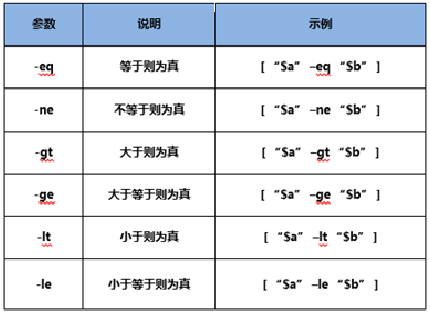 参数 说明 示例
-eq 等于则为真 [ “$a” –eq “$b” ]
-ne 不等于则为真 [ “$a” –ne “$b” ]
-gt 大于则为真 [ “$a” –gt “$b” ]
-ge 大于等于则为真 [ “$a” –ge “$b” ]
-lt 小于则为真 [ “$a” –lt “$b” ]
-le 小于等于则为真 [ “$a” –le “$b” ]